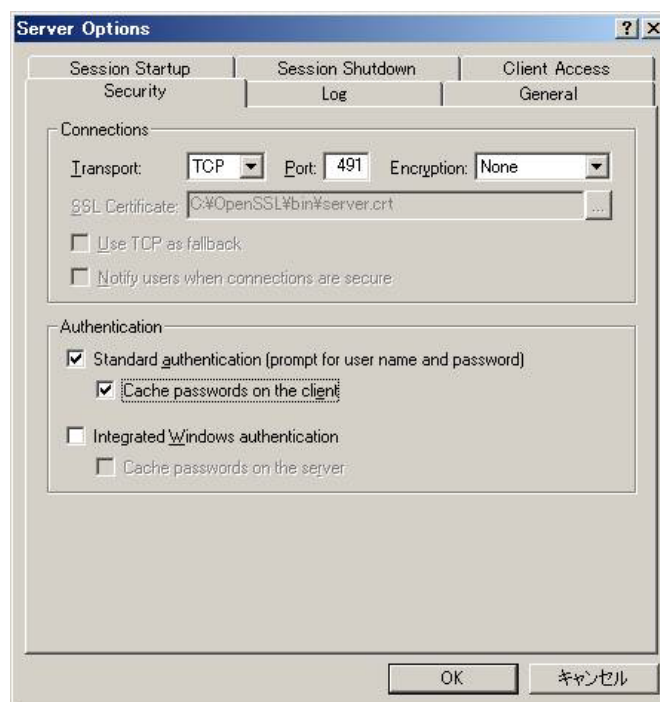 Server Options
Session Startup Session Shutdown Client Access
Security Log General
Connections
Transport: TCP Port: 491 Encryption: None
SSL Certificate: C:¥OpenSSL¥bin¥server.crt ...
Use TCP as fallback
Notify users when connections are secure
Authentication
Standard authentication (prompt for user name and password)
Cache passwords on the client
Integrated Windows authentication
Cache passwords on the server
OK キャンセル